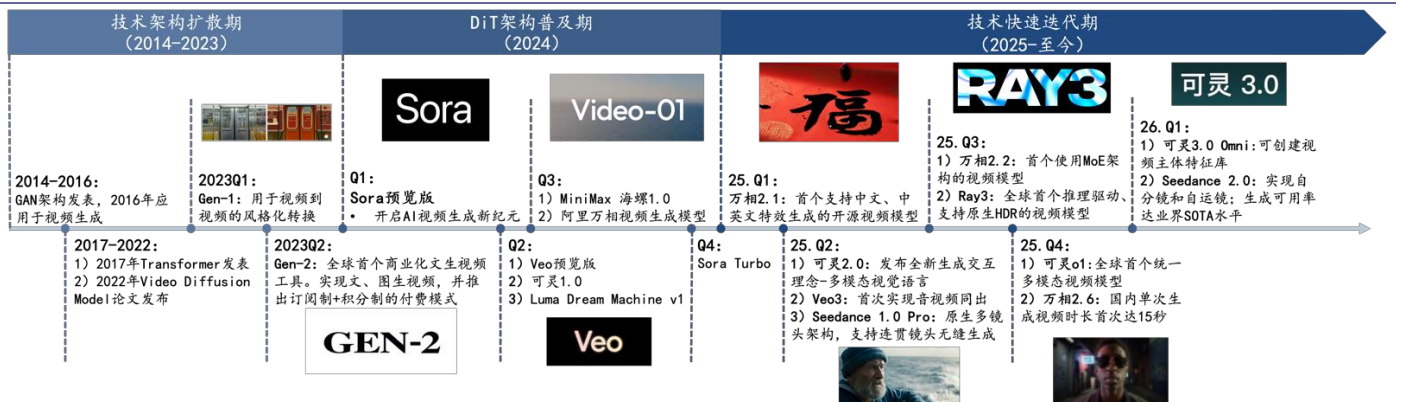 技术架构扩散期
（2014-2023）
DiT架构普及期
（2024）
技术快速迭代期
（2025-至今）
2014-2016：
GAN架构发表，2016年应
用于视频生成
2017-2022：
1）2017年Transformer发表
2）2022年Video Diffusion
Model论文发布
2023Q1：
Gen-1：用于视频到
视频的风格化转换
2023Q2：
Gen-2：全球首个商业化文生视频
工具。实现文、图生视频，并推
出订阅制+积分制的付费模式
GEN-2
Sora
Q1：
Sora预览版
• 开启AI视频生成新纪元
Q2：
1）Veo预览版
2）可灵1.0
3）Luma Dream Machine v1
Veo
Video-01
Q3：
1）MiniMax 海螺1.0
2）阿里万相视频生成模型
Q4：
Sora Turbo
福
25.Q1：
万相2.1：首个支持中文、中
英文特效生成的开源视频模型
25.Q2：
1）可灵2.0：发布全新生成交互
理念-多模态视觉语言
2）Veo3：首次实现音视频同出
3）Seedance 1.0 Pro：原生多镜
头架构，支持连贯镜头无缝生成
RAY3
25.Q3：
1）万相2.2：首个使用MoE架
构的视频模型
2）Ray3：全球首个推理驱动、
支持原生HDR的视频模型
25.Q4：
1）可灵o1:全球首个统一
多模态视频模型
2）万相2.6：国内单次生
成视频时长首次达15秒
可灵 3.0
26.Q1：
1）可灵3.0 Omni:可创建视
频主体特征库
2）Seedance 2.0：实现自
分镜和自运镜；生成可用率
达业界SOTA水平